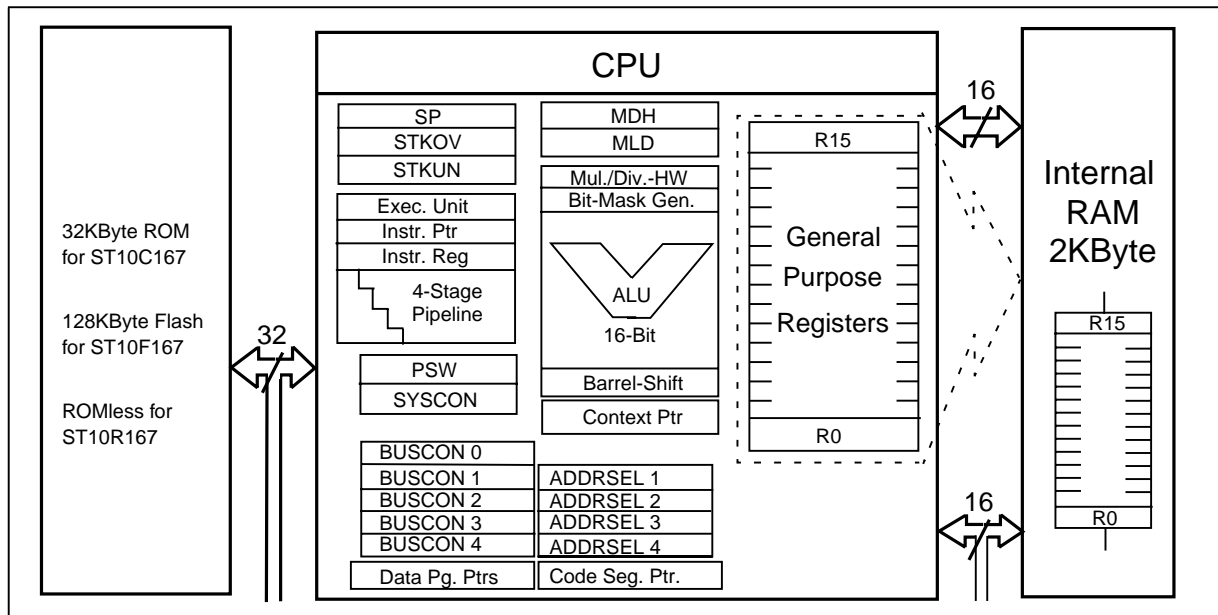 32KByte ROM
for ST10C167
128KByte Flash
for ST10F167
ROMless for
ST10R167
32
CPU
SP
STKOV
STKUN
Exec. Unit
Instr. Ptr
Instr. Reg
4-Stage
Pipeline
PSW
SYSCON
MDH
MLD
Mul./Div.-HW
Bit-Mask Gen.
ALU
16-Bit
Barrel-Shift
Context Ptr
R15
General
Purpose
Registers
R0
BUSCON 0
BUSCON 1
BUSCON 2
BUSCON 3
BUSCON 4
ADDRSEL 1
ADDRSEL 2
ADDRSEL 3
ADDRSEL 4
Data Pg. Ptrs
Code Seg. Ptr.
16
16
Internal
RAM
2KByte
R15
R0